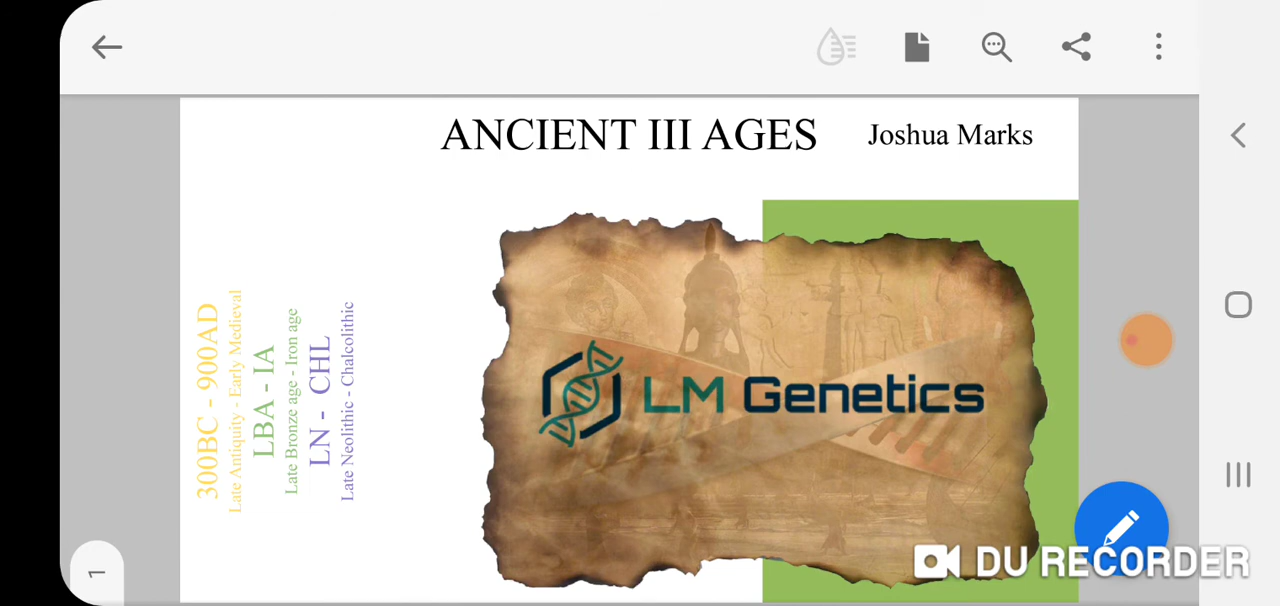 ANCIENT III AGES
Joshua Marks
300BC - 900AD
Late Antiquity - Early Medieval
LBA - IA
Late Bronze age - Iron age
LN - CHL
Late Neolithic - Chalcolithic
LM Genetics
1
DU RECORDER